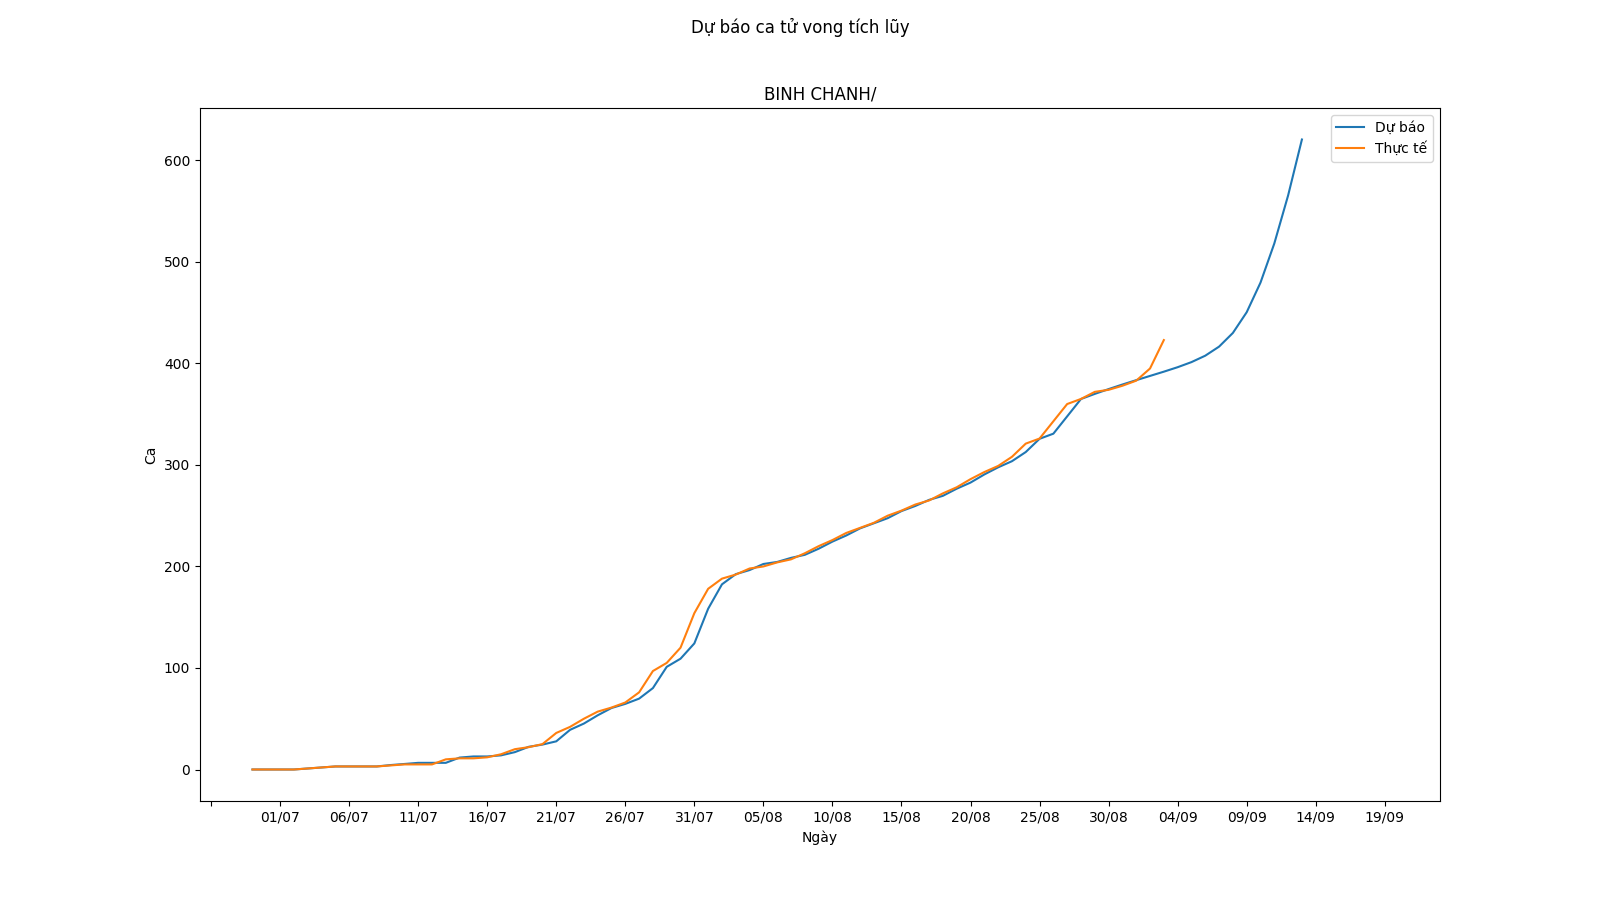 Dự báo ca tử vong tích lũy
BINH CHANH/
Dự báo
Thực tế
600
500
400
300
200
100
0
Ca
01/07 06/07 11/07 16/07 21/07 26/07 31/07 05/08 10/08 15/08 20/08 25/08 30/08 04/09 09/09 14/09 19/09
Ngày